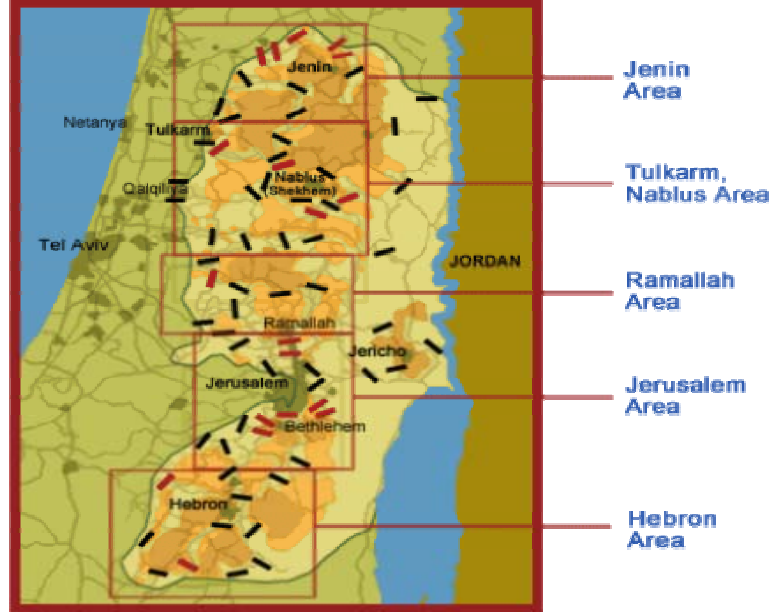 Jenin
Jenin
Area
Netanya
Tulkarm
Nablus
(Shekhem)
Qalqiliya
Tulkarm,
Nablus Area
Tel Aviv
JORDAN
Ramallah
Area
Ramallah
Jericho
Jerusalem
Jerusalem
Area
Bethlehem
Hebron
Hebron
Area